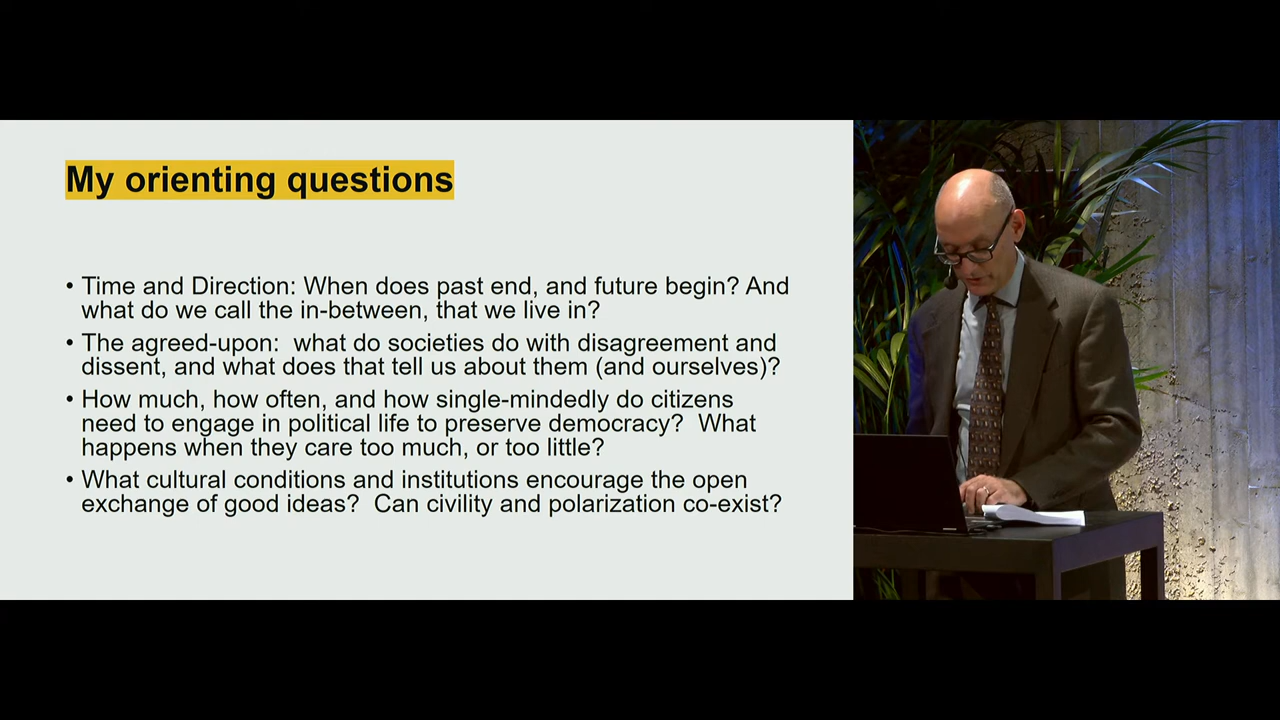 My orienting questions
• Time and Direction: When does past end, and future begin? And
what do we call the in-between, that we live in?
• The agreed-upon:  what do societies do with disagreement and
dissent, and what does that tell us about them (and ourselves)?
• How much, how often, and how single-mindedly do citizens
need to engage in political life to preserve democracy?  What
happens when they care too much, or too little?
• What cultural conditions and institutions encourage the open
exchange of good ideas?  Can civility and polarization co-exist?